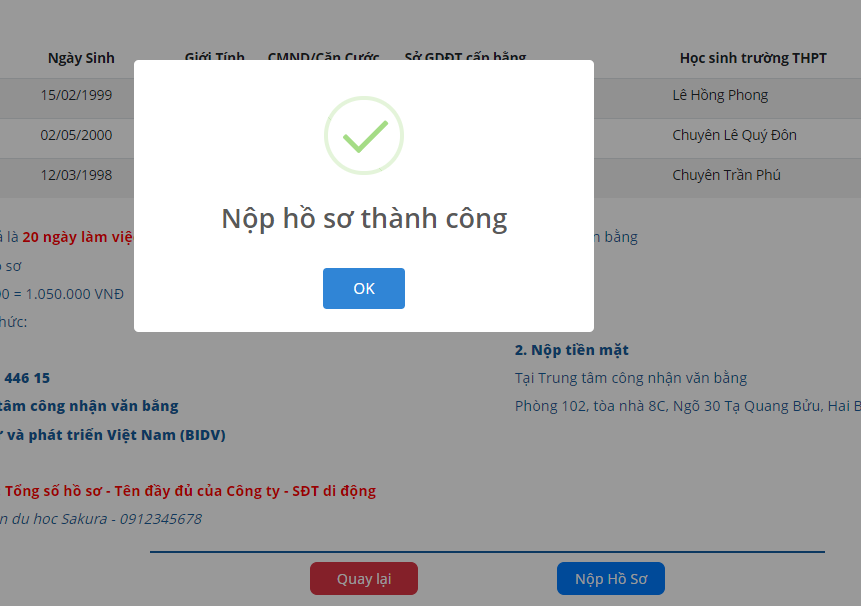 Ngày Sinh Giới Tính CMND/Căn Cước Sở GDĐT cấp bằng Học sinh trường THPT
15/02/1999 Lê Hồng Phong
02/05/2000 Chuyên Lê Quý Đôn
12/03/1998 Chuyên Trần Phú
Nộp hồ sơ thành công
OK
là 20 ngày làm bằng
sơ
= 1.050.000 VNĐ
2. Nộp tiền mặt
446 15
Tại Trung tâm công nhận văn bằng
tâm công nhận văn bằng
Phòng 102, tòa nhà 8C, Ngõ 30 Tạ Quang Bửu, Hai
và phát triển Việt Nam (BIDV)
Tổng số hồ sơ - Tên đầy đủ của Công ty - SĐT di động
du học Sakura - 0912345678
Quay lại Nộp Hồ Sơ